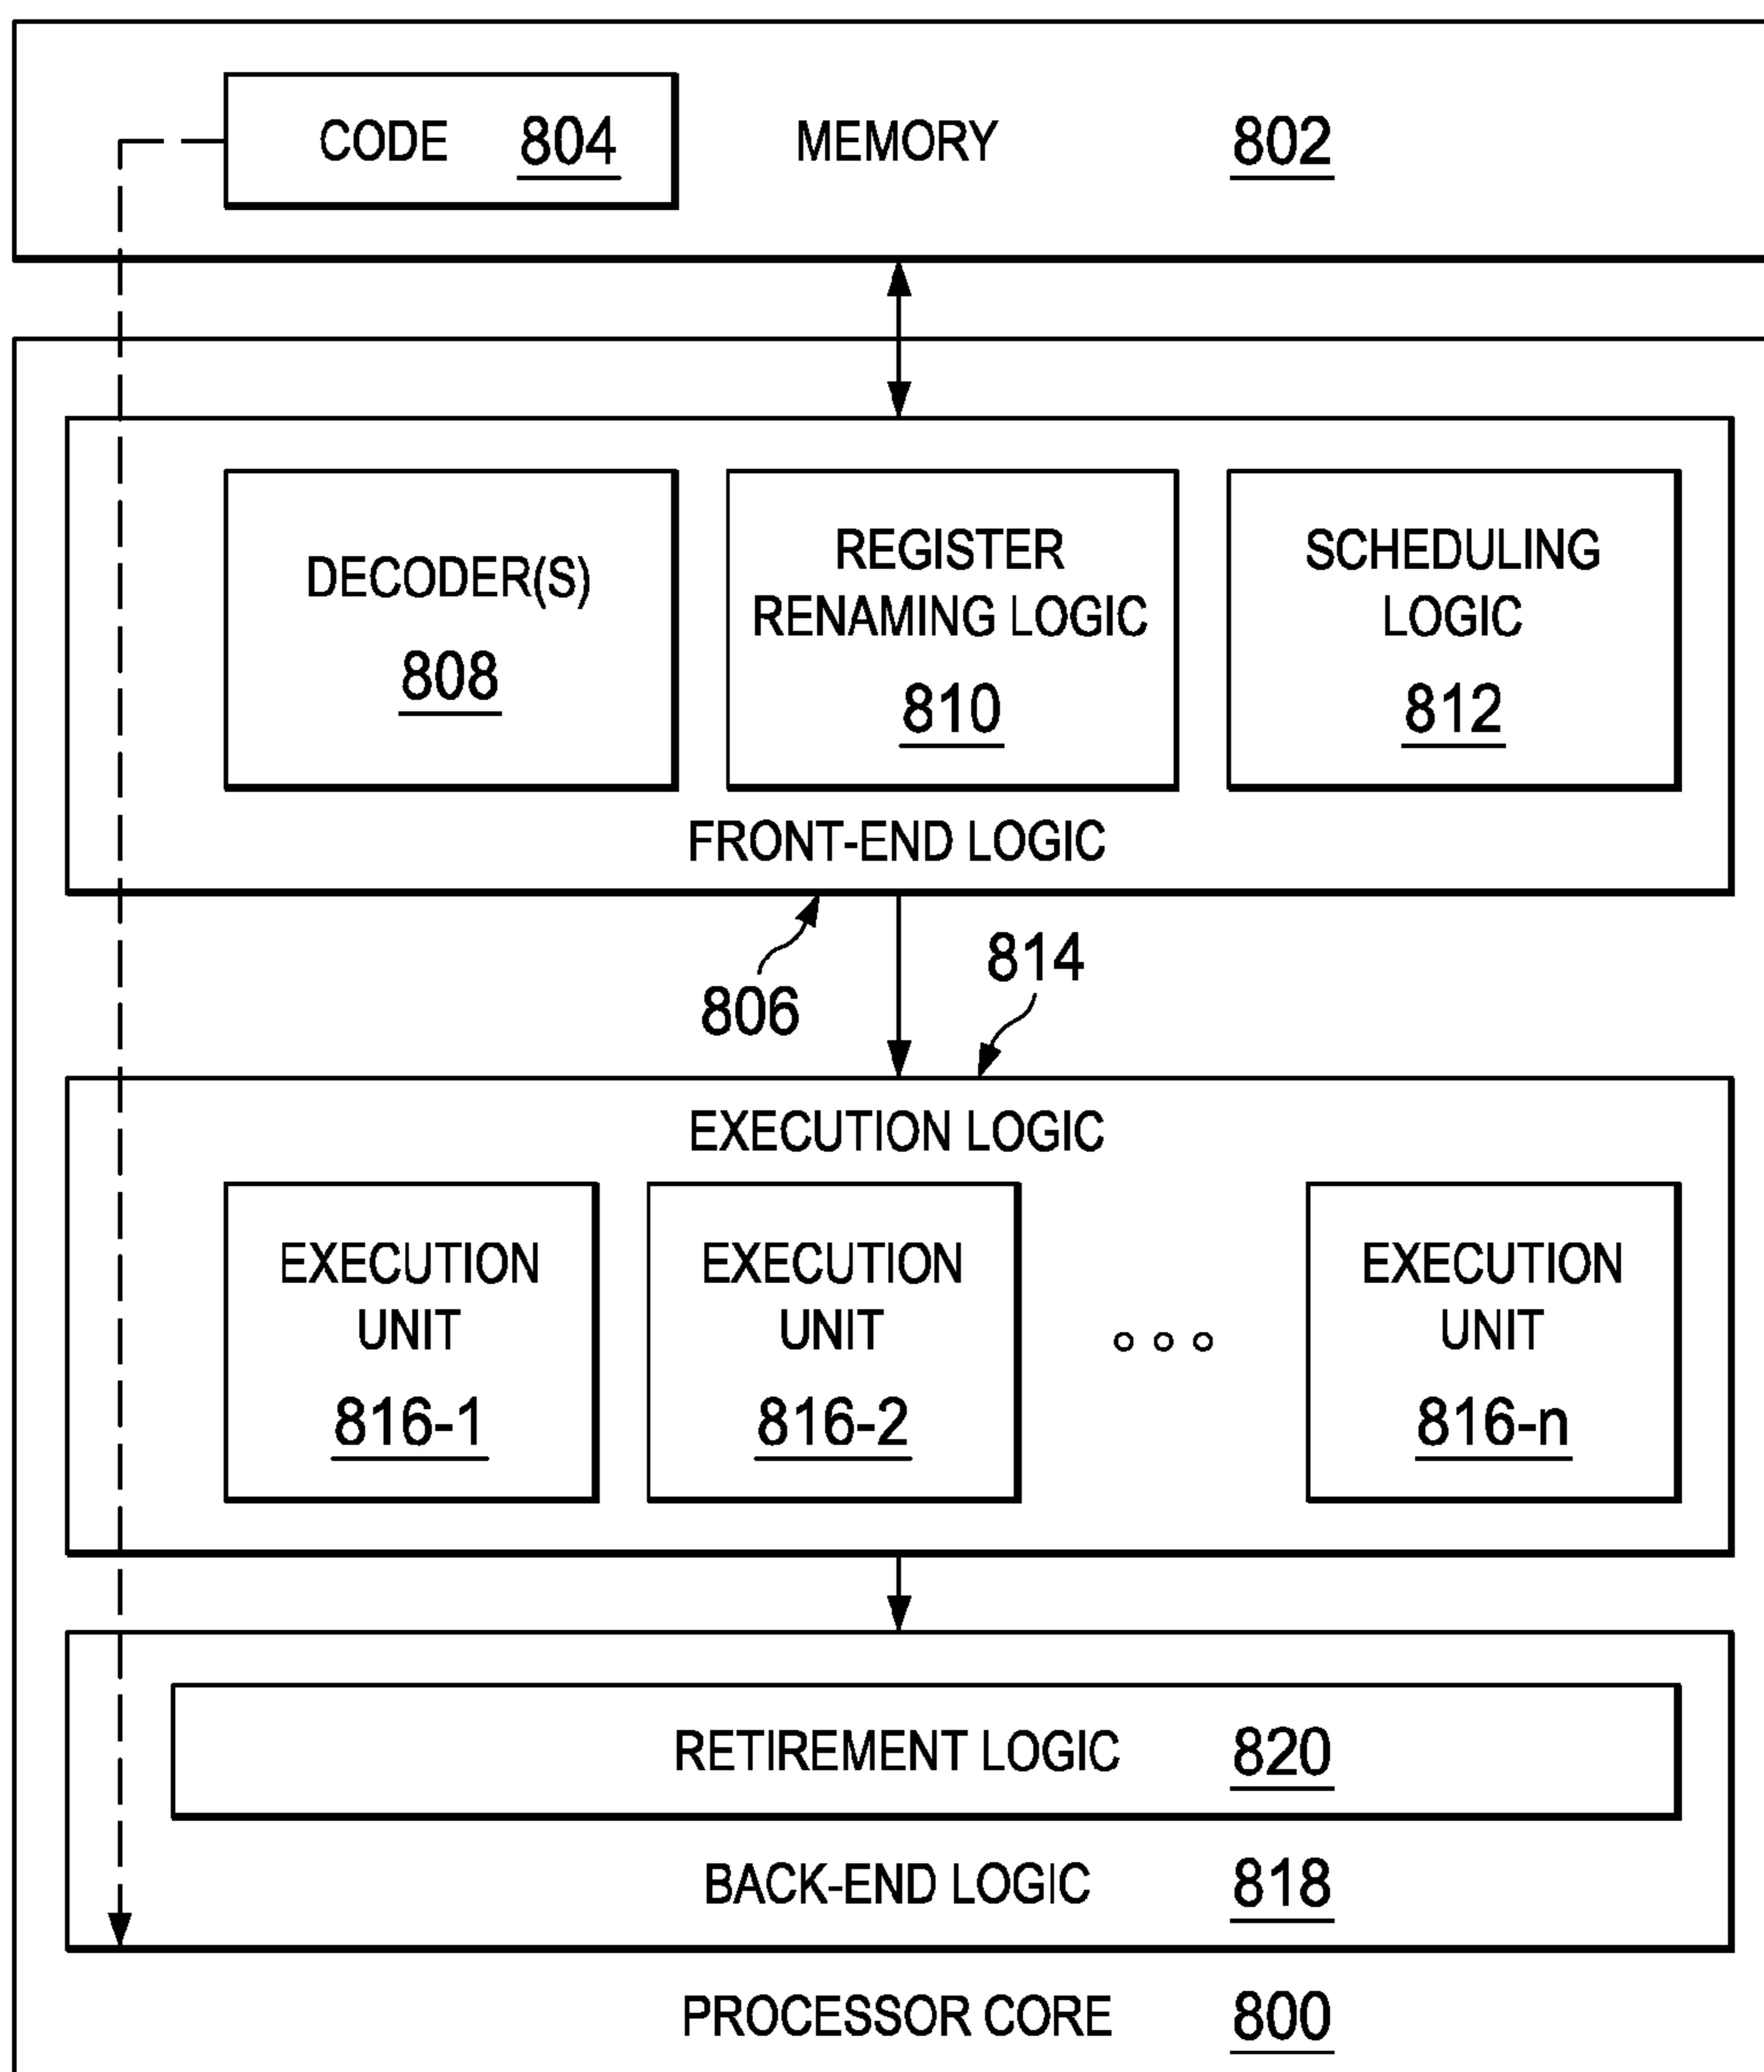 CODE 804 MEMORY 802
DECODER(S)
808
REGISTER
RENAMING LOGIC
810
SCHEDULING
LOGIC
812
FRONT-END LOGIC
806
814
EXECUTION LOGIC
EXECUTION
UNIT
816-1
EXECUTION
UNIT
816-2
EXECUTION
UNIT
816-n
RETIREMENT LOGIC 820
BACK-END LOGIC 818
PROCESSOR CORE 800